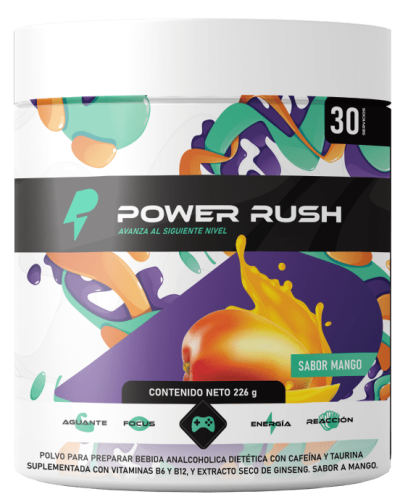 30
SERVICIOS
POWER RUSH
AVANZA AL SIGUIENTE NIVEL
SABOR MANGO
CONTENIDO NETO 226 g
AGUANTE FOCUS ENERGÍA REACCIÓN
POLVO PARA PREPARAR BEBIDA ANALCOHOLICA DIETÉTICA CON CAFEÍNA Y TAURINA
SUPLEMENTADA CON VITAMINAS B6 Y B12, Y EXTRACTO SECO DE GINSENG. SABOR A MANGO.